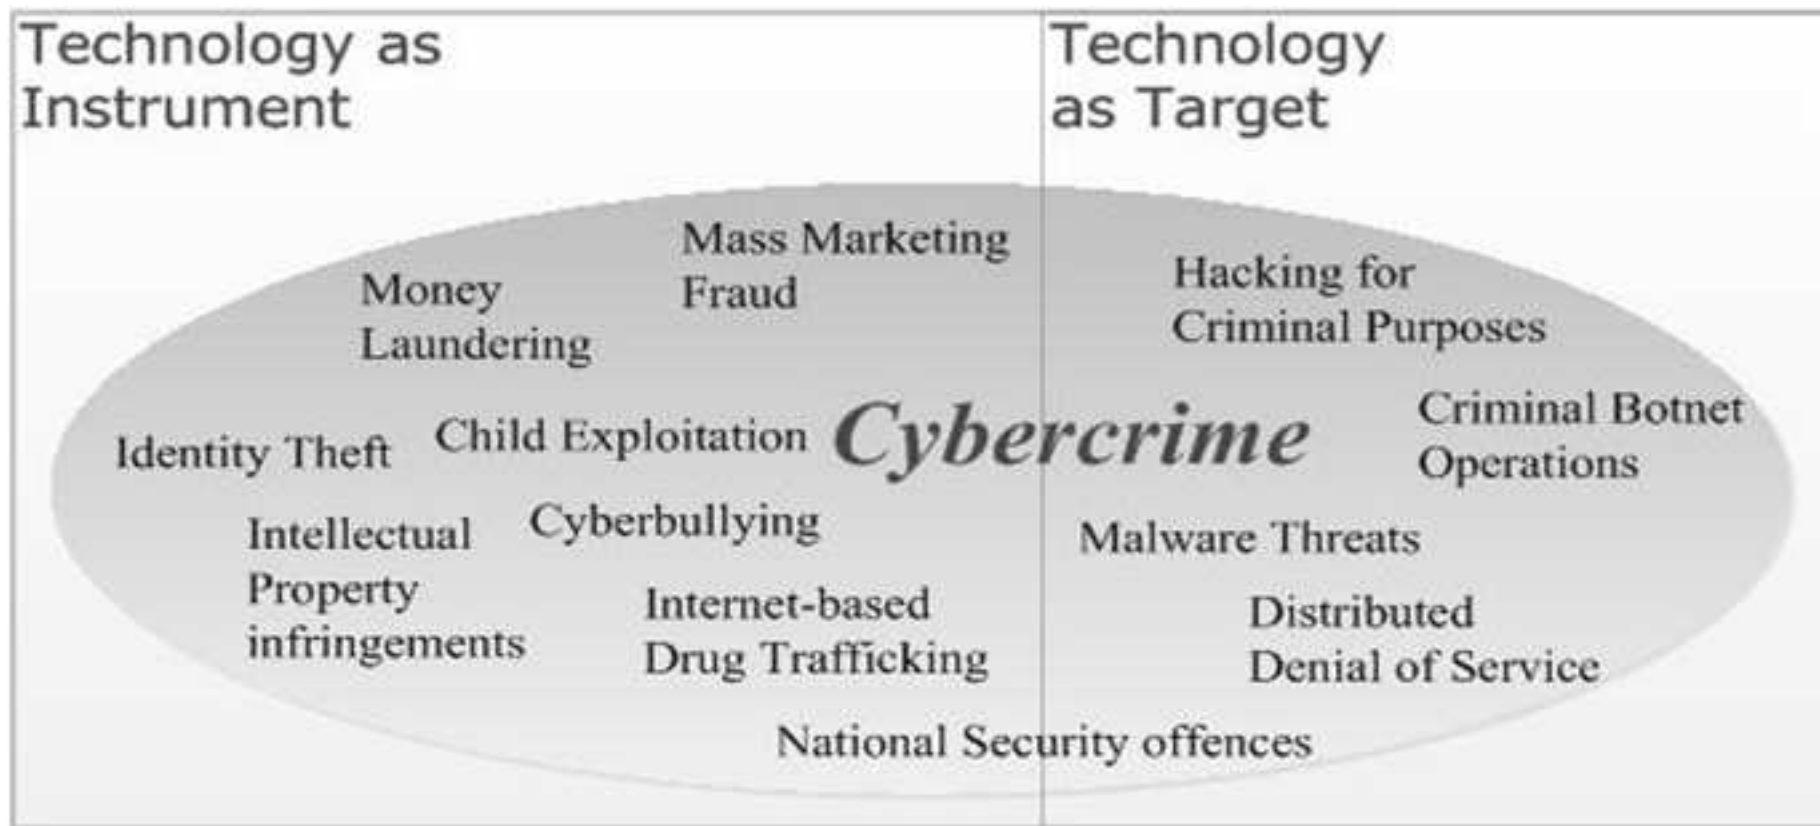 Technology as
Instrument
Technology
as Target
Mass Marketing
Fraud
Money
Laundering
Hacking for
Criminal Purposes
Identity Theft
Child Exploitation
Cybercrime
Criminal Botnet
Operations
Intellectual
Property
infringements
Cyberbullying
Malware Threats
Internet-based
Drug Trafficking
Distributed
Denial of Service
National Security offences